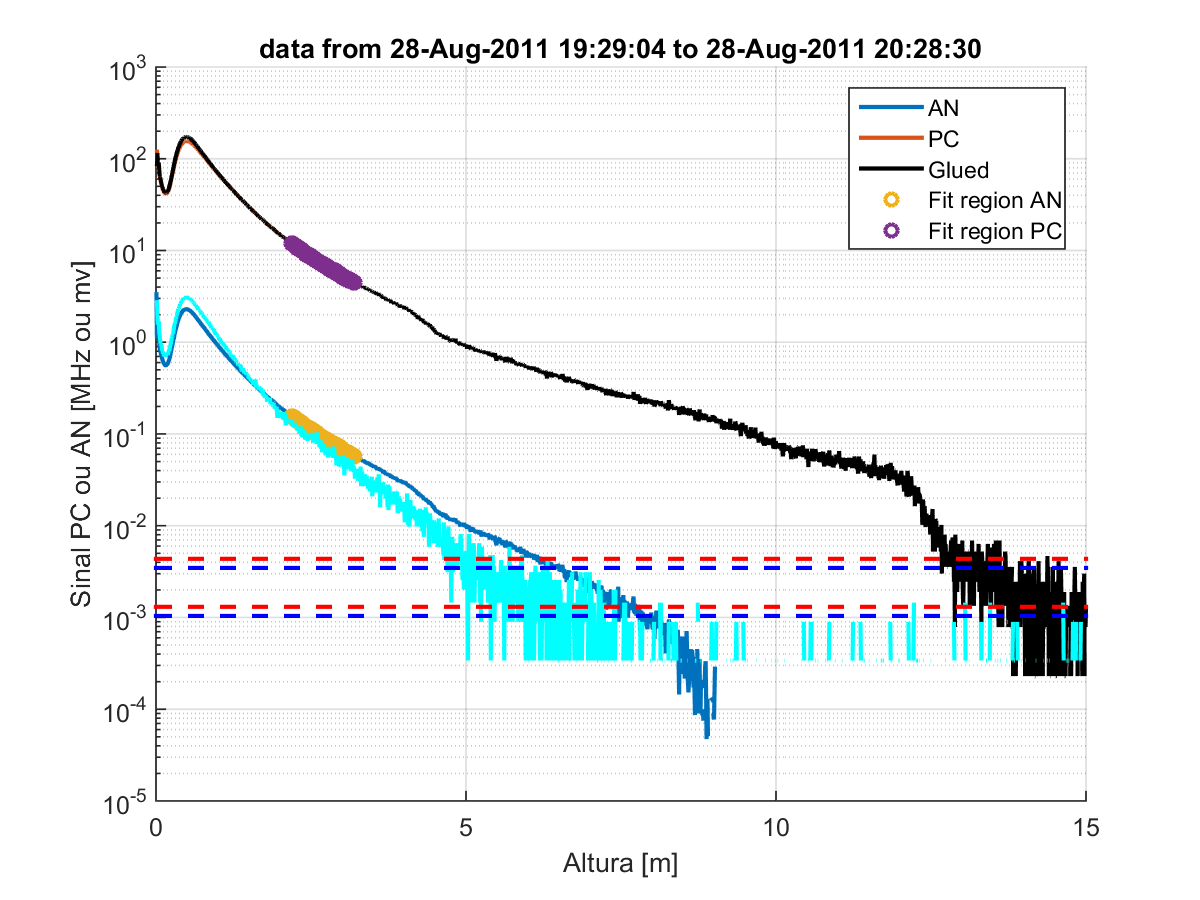 data from 28-Aug-2011 19:29:04 to 28-Aug-2011 20:28:30
AN
PC
Glued
Fit region AN
Fit region PC
Sinal PC ou AN [MHz ou mv]
10^3
10^2
10^1
10^0
10^-1
10^-2
10^-3
10^-4
10^-5
0 5 10 15
Altura [m]